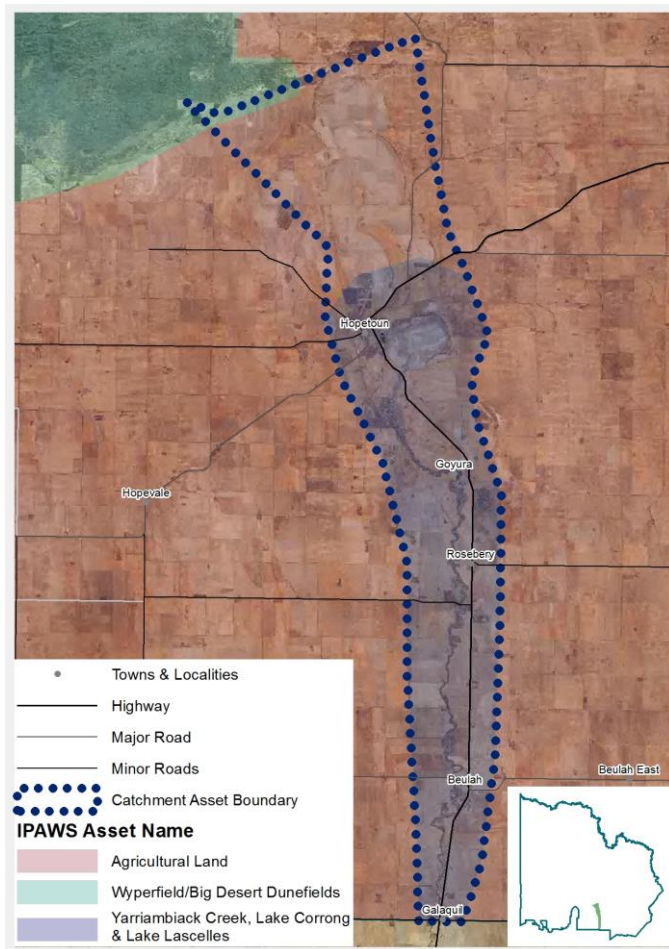 Hopetoun
Goyura
Hopevale
Rosebery
Beulah
Beulah East
Galaquil
Towns & Localities
Highway
Major Road
Minor Roads
Catchment Asset Boundary
IPAWS Asset Name
Agricultural Land
Wyperfield/Big Desert Dunefields
Yarriambiack Creek, Lake Corrong
& Lake Lascelles